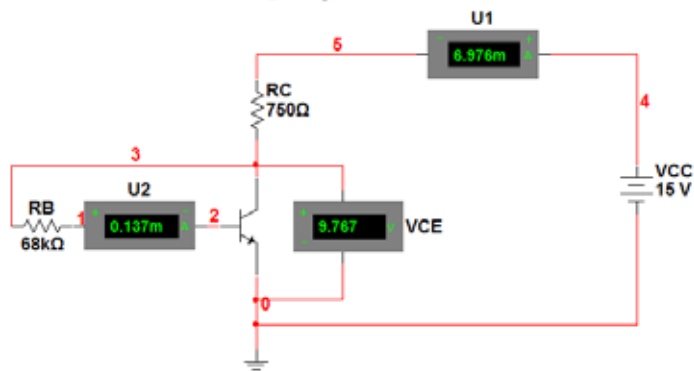 U1
5
- +
6.976m A
4
RC
750Ω
3
VCC
15 V
U2
RB
1
+ -
0.137m A
2
68kΩ
+
9.767 V
-
VCE
0